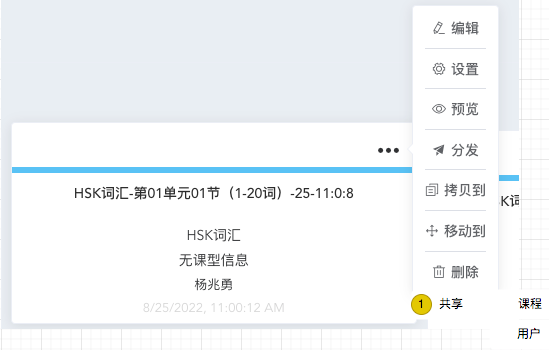 编辑
设置
预览
分发
拷贝到
移动到
删除
HSK词汇-第01单元01节（1-20词）-25-11:0:8
HSK词汇
无课型信息
杨兆勇
8/25/2022, 11:00:12 AM
1 共享
课程
用户